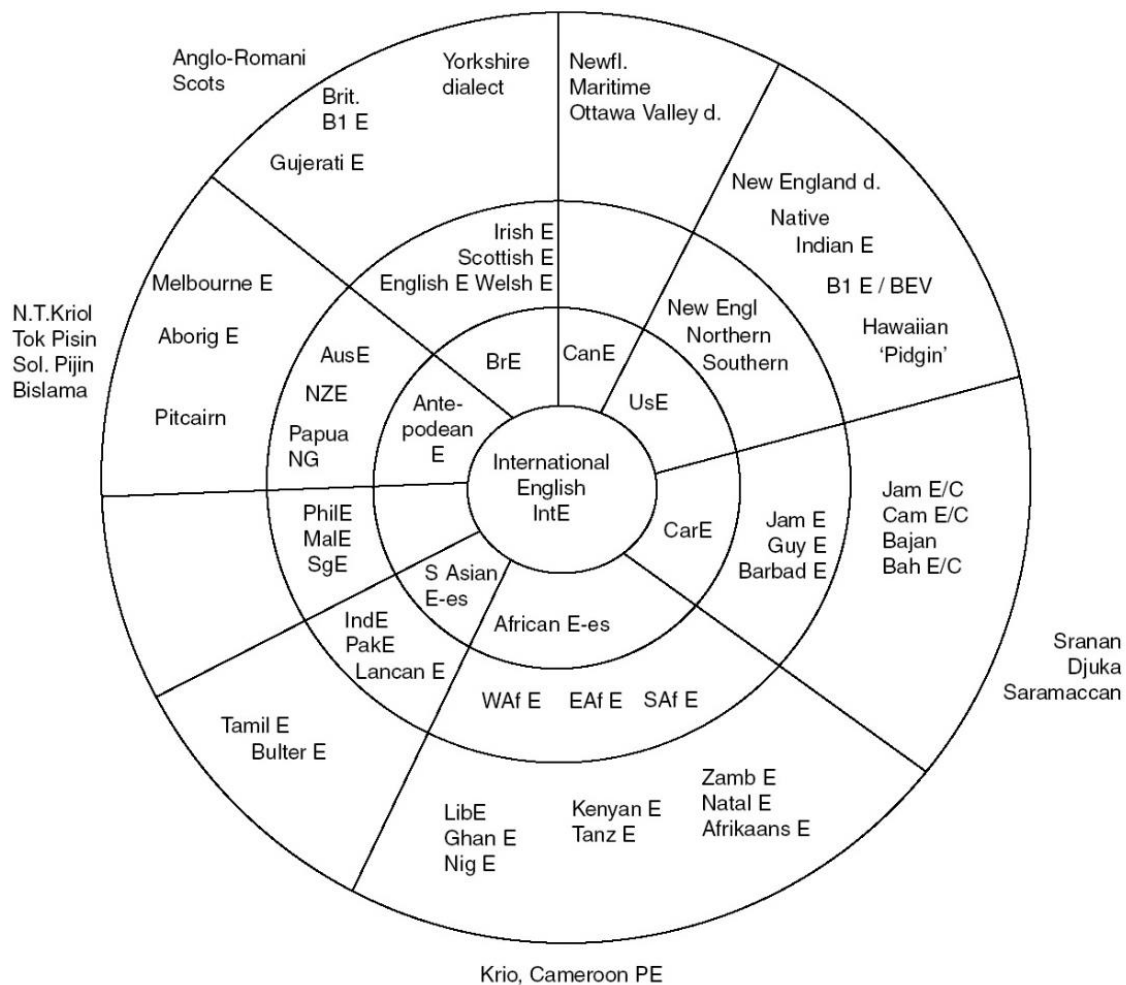 Anglo-Romani
Scots
Yorkshire
dialect
Brit.
B1 E
Gujerati E
Newfl.
Maritime
Ottawa Valley d.
New England d.
Native
Indian E
B1 E / BEV
Hawaiian
‘Pidgin’
Irish E
Scottish E
English E Welsh E
New Engl
Northern
Southern
N.T.Kriol
Tok Pisin
Sol. Pijin
Bislama
Melbourne E
Aborig E
Pitcairn
AusE
NZE
Papua
NG
Ante-
podean
E
BrE
CanE
UsE
International
English
IntE
CarE
Jam E
Guy E
Barbad E
Jam E/C
Cam E/C
Bajan
Bah E/C
Sranan
Djuka
Saramaccan
PhilE
MalE
SgE
S Asian
E-es
African E-es
IndE
PakE
Lancan E
WAf E EAf E SAf E
Tamil E
Bulter E
LibE
Ghan E
Nig E
Kenyan E
Tanz E
Zamb E
Natal E
Afrikaans E
Krio, Cameroon PE